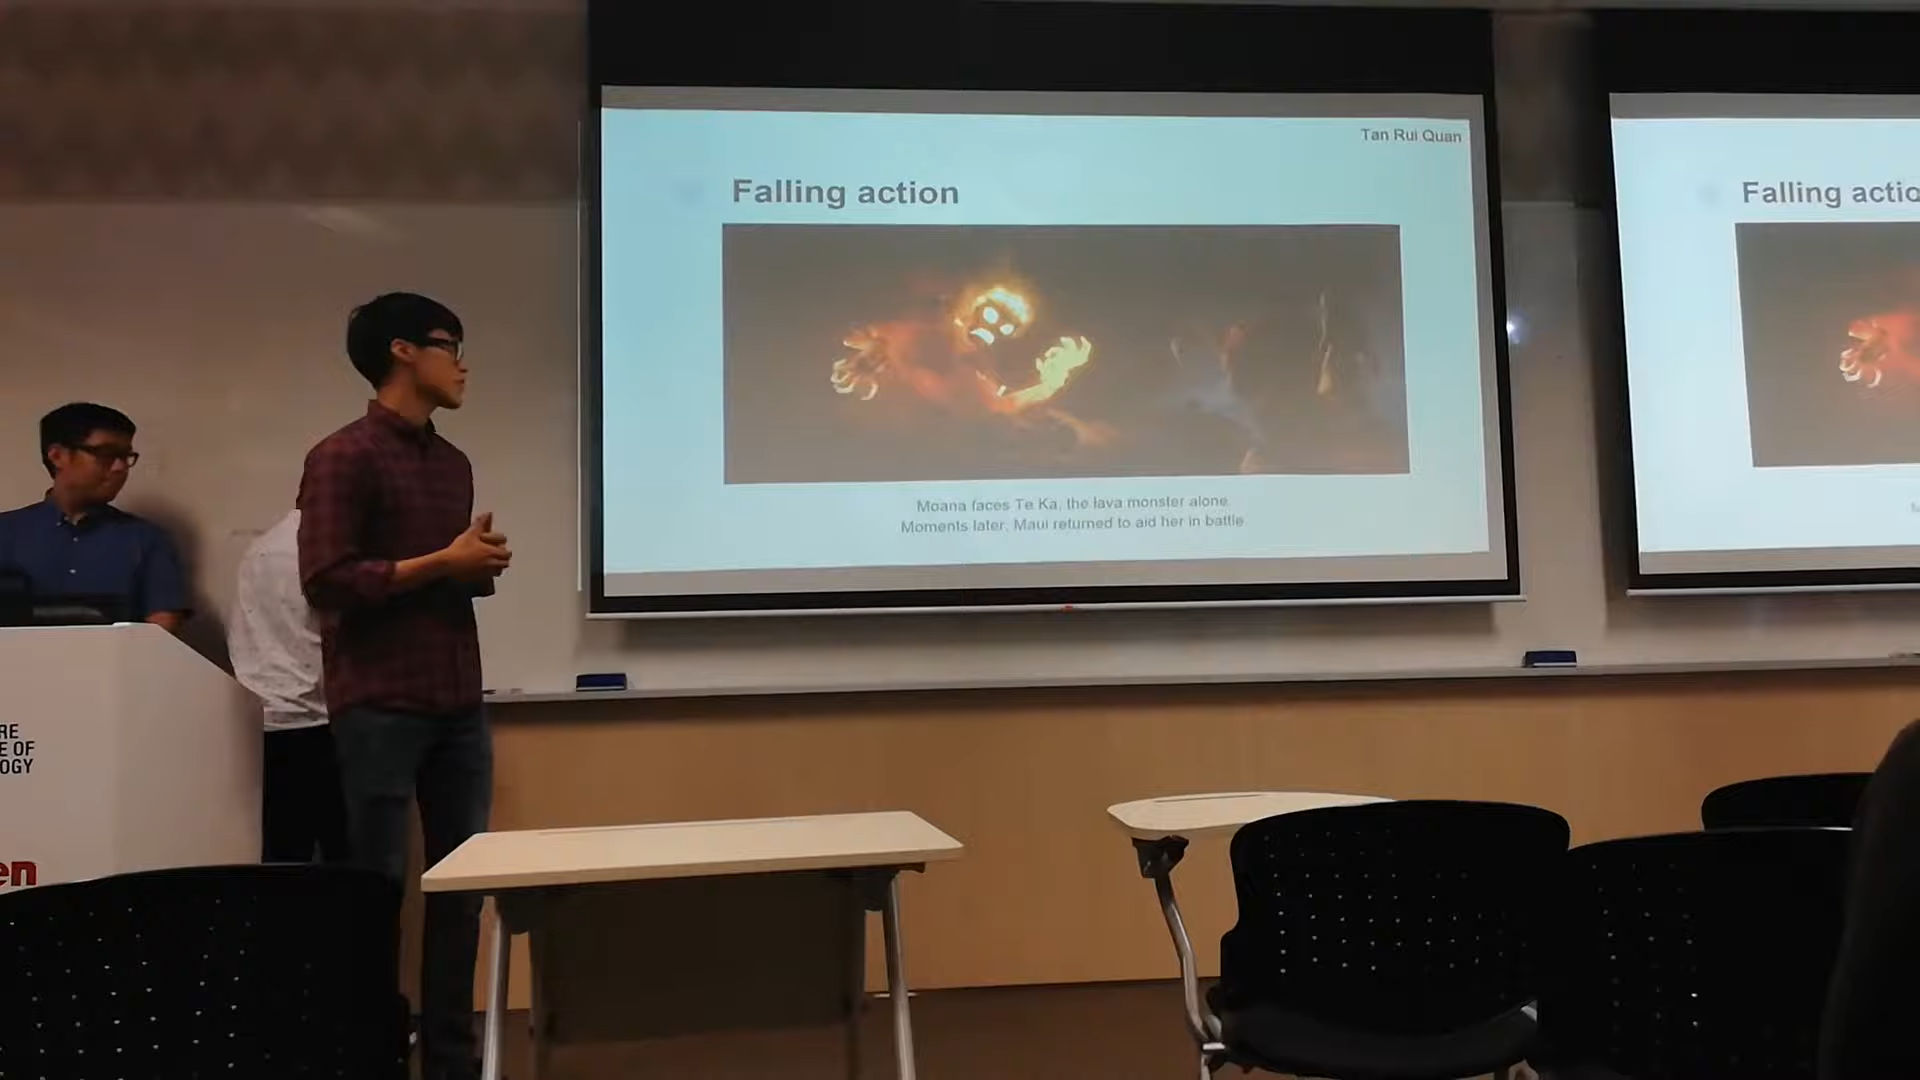 Tan Rui Quan
Falling action
Moana faces Te Ka, the lava monster alone.
Moments later, Maui returned to aid her in battle.
Falling actio
RE
E OF
OGY
en